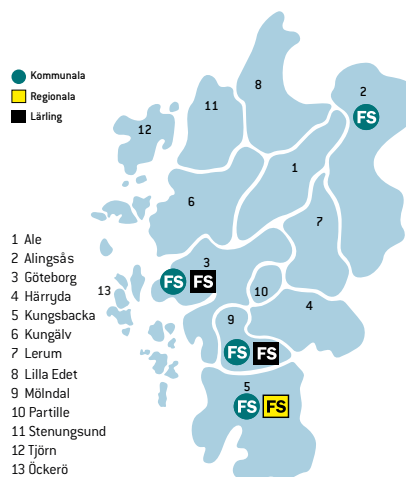 Kommunala
Regionala
Lärling
8
2
FS
11
12
1
6
7
3
FS FS
13
10
4
9
FS FS
5
FS FS
1 Ale
2 Alingsås
3 Göteborg
4 Härryda
5 Kungsbacka
6 Kungälv
7 Lerum
8 Lilla Edet
9 Mölndal
10 Partille
11 Stenungsund
12 Tjörn
13 Öckerö